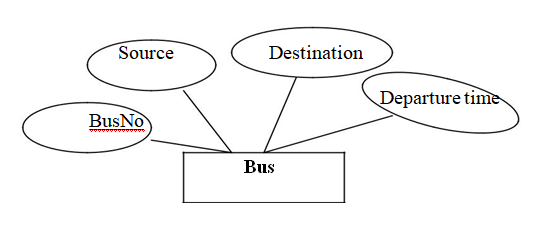 Source
Destination
Departure time
BusNo
Bus